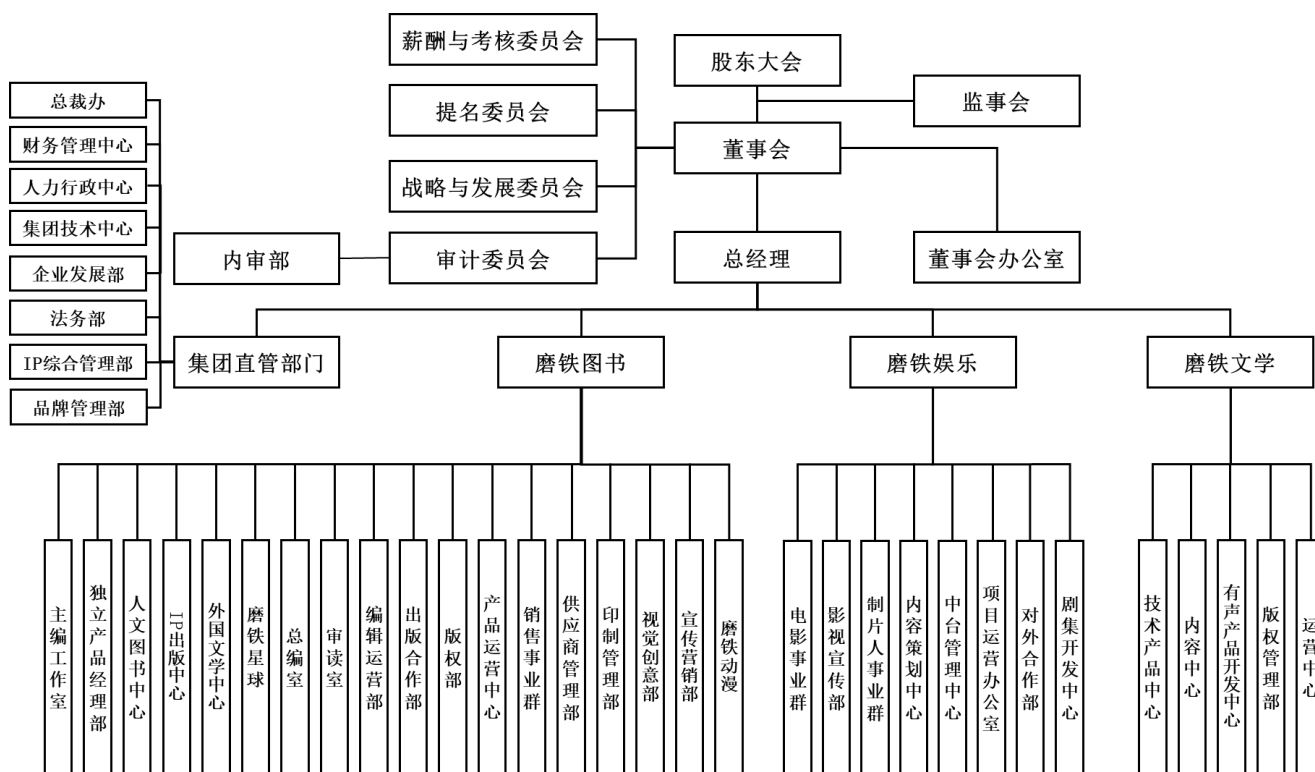 薪酬与考核委员会
股东大会
监事会
提名委员会
董事会
战略与发展委员会
审计委员会
内审部
总经理
董事会办公室
总裁办
财务管理中心
人力行政中心
集团技术中心
企业发展部
法务部
IP综合管理部
品牌管理部
集团直管部门
磨铁图书
磨铁娱乐
磨铁文学
主编工作室
独立产品经理部
人文图书中心
IP出版中心
外国文学中心
磨铁星球
总编室
审读室
编辑运营部
出版合作部
版权部
产品运营中心
销售事业群
供应商管理部
印制管理部
视觉创意部
宣传营销部
磨铁动漫
电影事业群
影视宣传部
制片人事业群
内容策划中心
中台管理中心
项目运营办公室
对外合作部
剧集开发中心
技术产品中心
内容中心
有声产品开发中心
版权管理部
运营中心